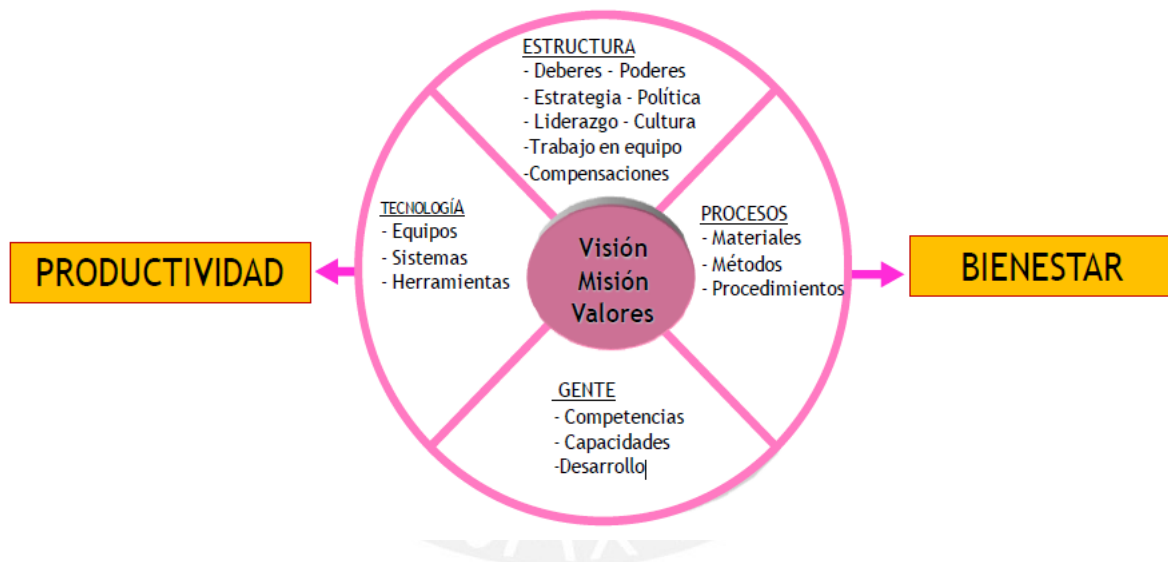 ESTRUCTURA
- Deberes - Poderes
- Estrategia - Política
- Liderazgo - Cultura
-Trabajo en equipo
-Compensaciones
TECNOLOGÍA
- Equipos
- Sistemas
- Herramientas
PROCESOS
- Materiales
- Métodos
- Procedimientos
Visión
Misión
Valores
PRODUCTIVIDAD
BIENESTAR
GENTE
- Competencias
- Capacidades
-Desarrollo